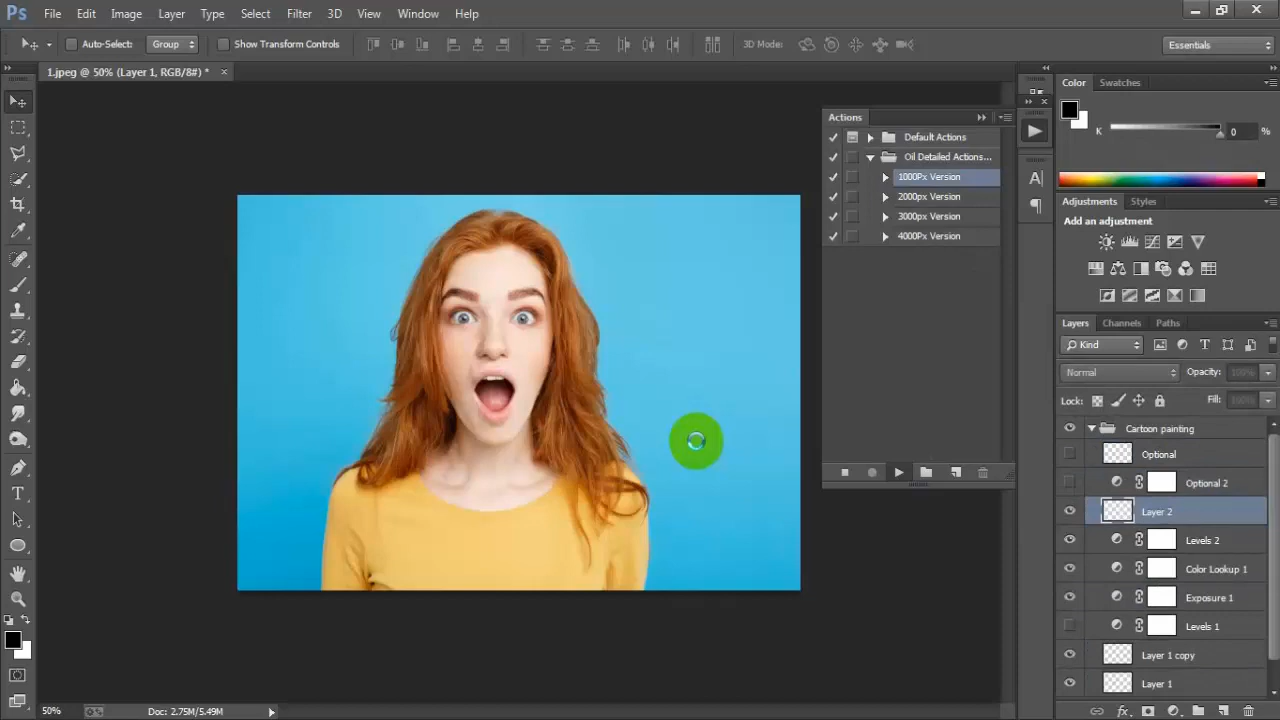 Ps File Edit Image Layer Type Select Filter 3D View Window Help
Auto-Select: Group Show Transform Controls 3D Mode: Essentials
1.jpeg @ 50% (Layer 1, RGB/8#) *
Color Swatches
K 0 %
Actions
Default Actions
Oil Detailed Actions...
1000Px Version
2000px Version
3000px Version
4000PX Version
Adjustments Styles
Add an adjustment
Layers Channels Paths
Kind
Normal Opacity: 100%
Lock: Fill: 100%
Cartoon painting
Optional
Optional 2
Layer 2
Levels 2
Color Lookup 1
Exposure 1
Levels 1
Layer 1 copy
Layer 1
50% Doc: 2.75M/5.49M